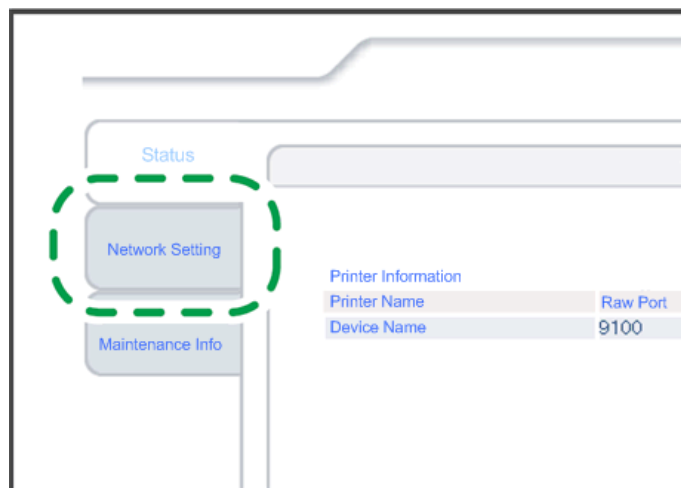 Status
Network Setting
Maintenance Info
Printer Information
Printer Name Raw Port
Device Name 9100